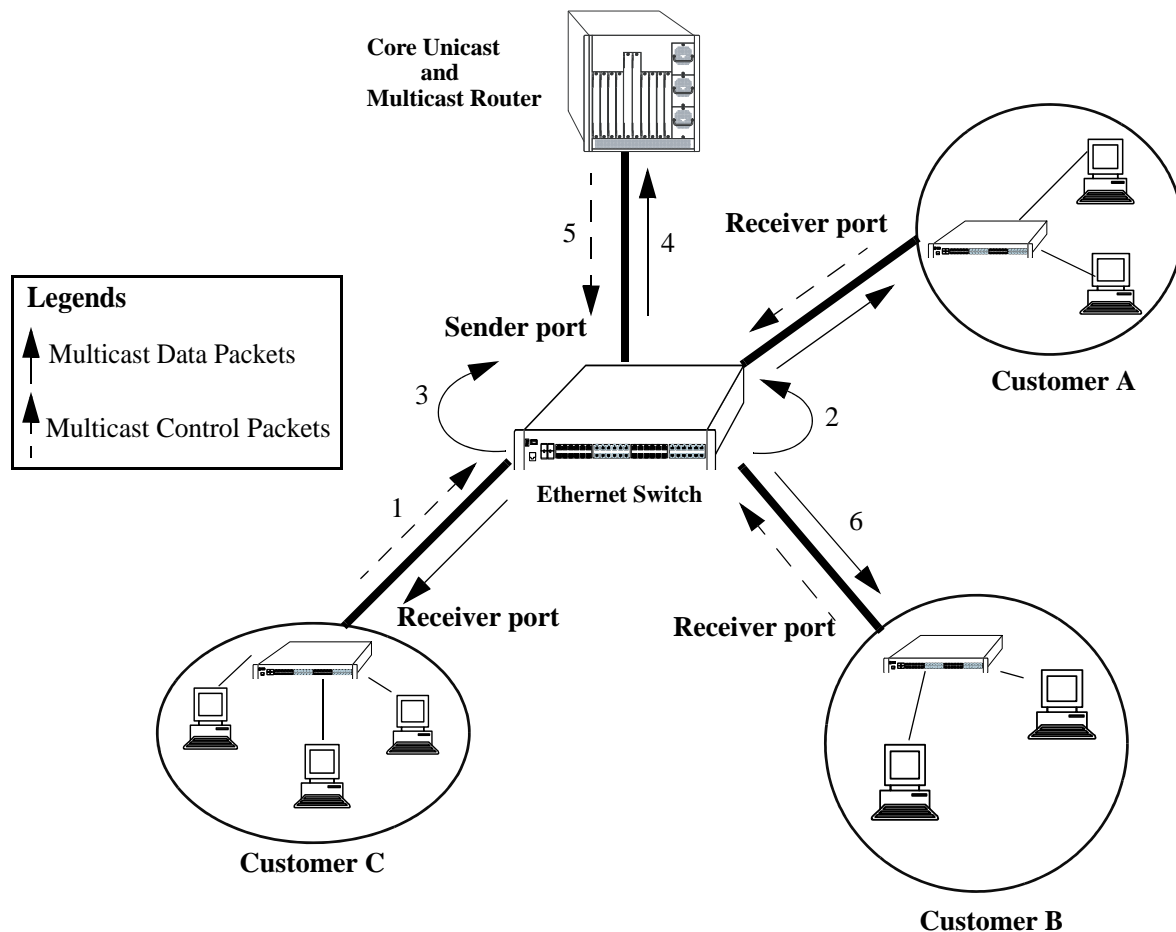 Core Unicast
and
Multicast Router
5
4
Receiver port
Legends
Multicast Data Packets
Multicast Control Packets
Sender port
Customer A
3
2
Ethernet Switch
1
6
Receiver port
Receiver port
Customer C
Customer B